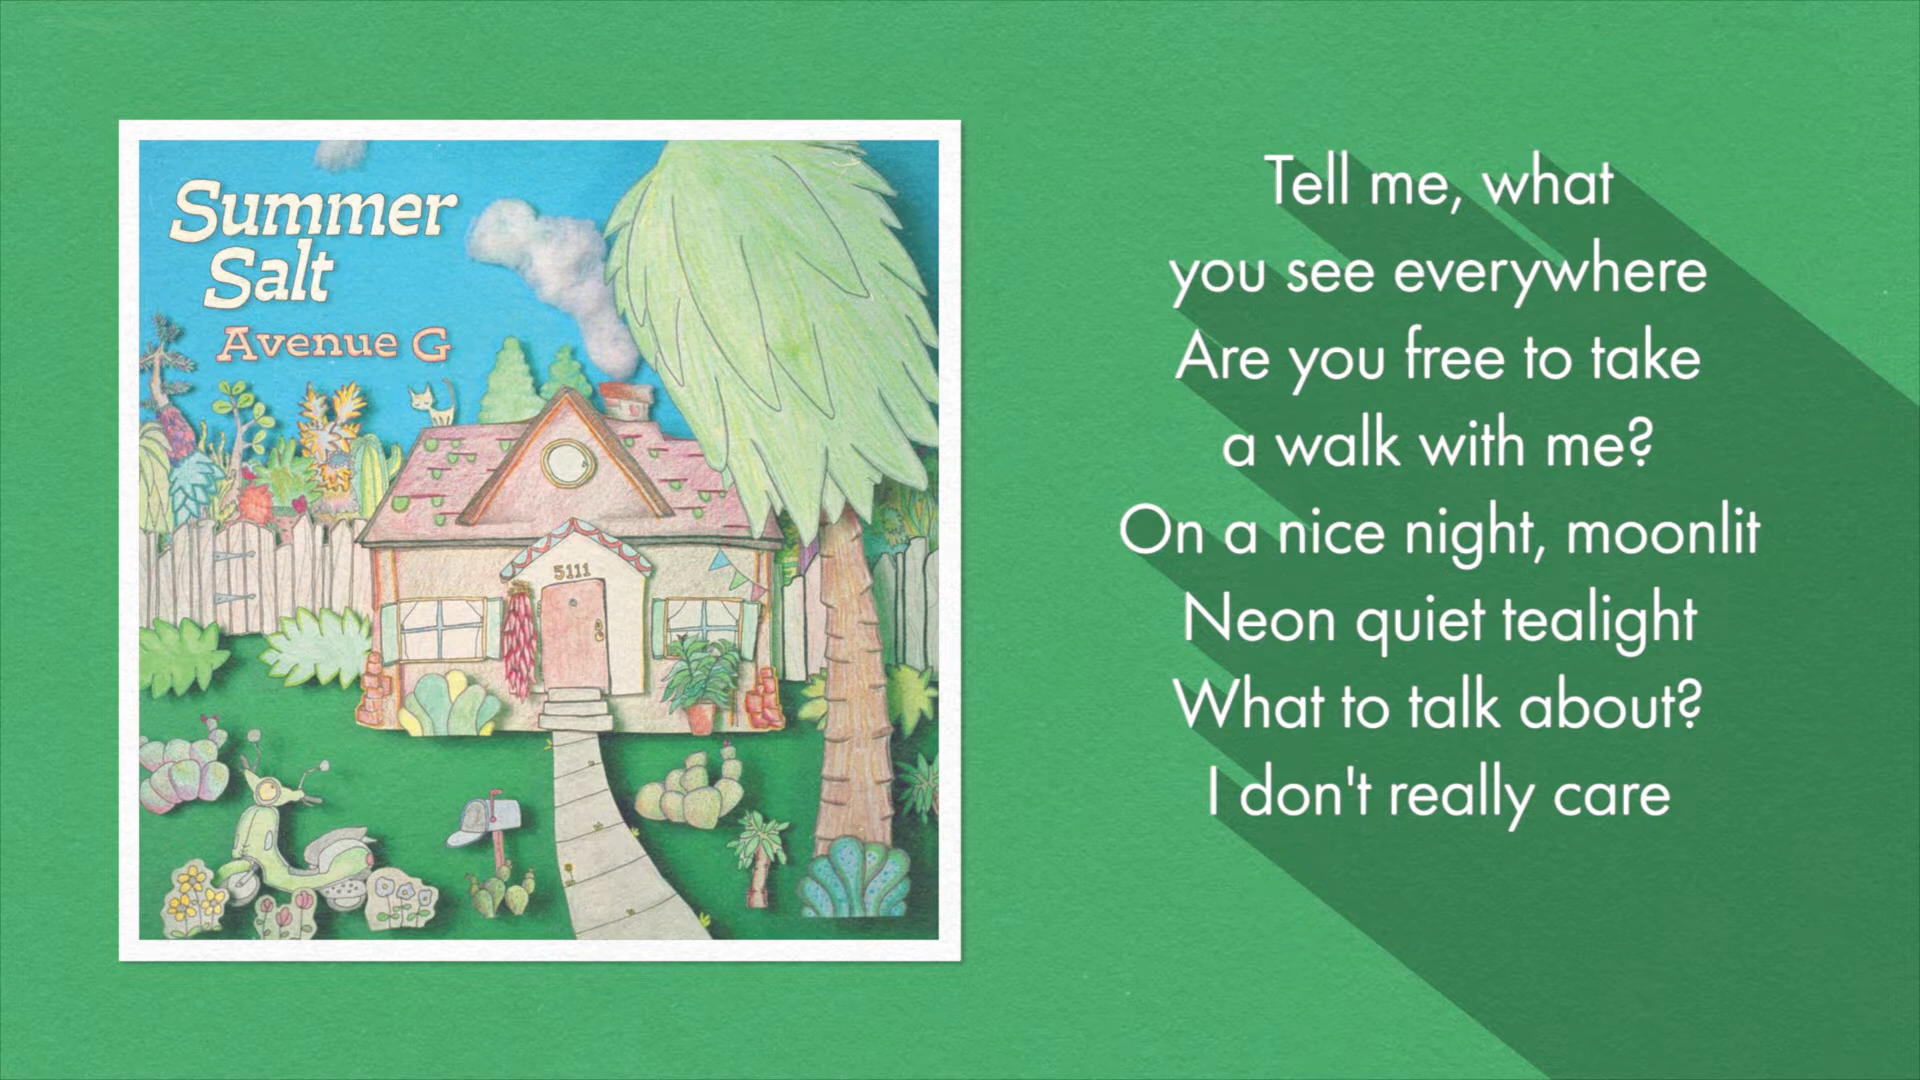 Summer
Salt
Avenue G
5111
Tell me, what
you see everywhere
Are you free to take
a walk with me?
On a nice night, moonlit
Neon quiet tealight
What to talk about?
I don't really care